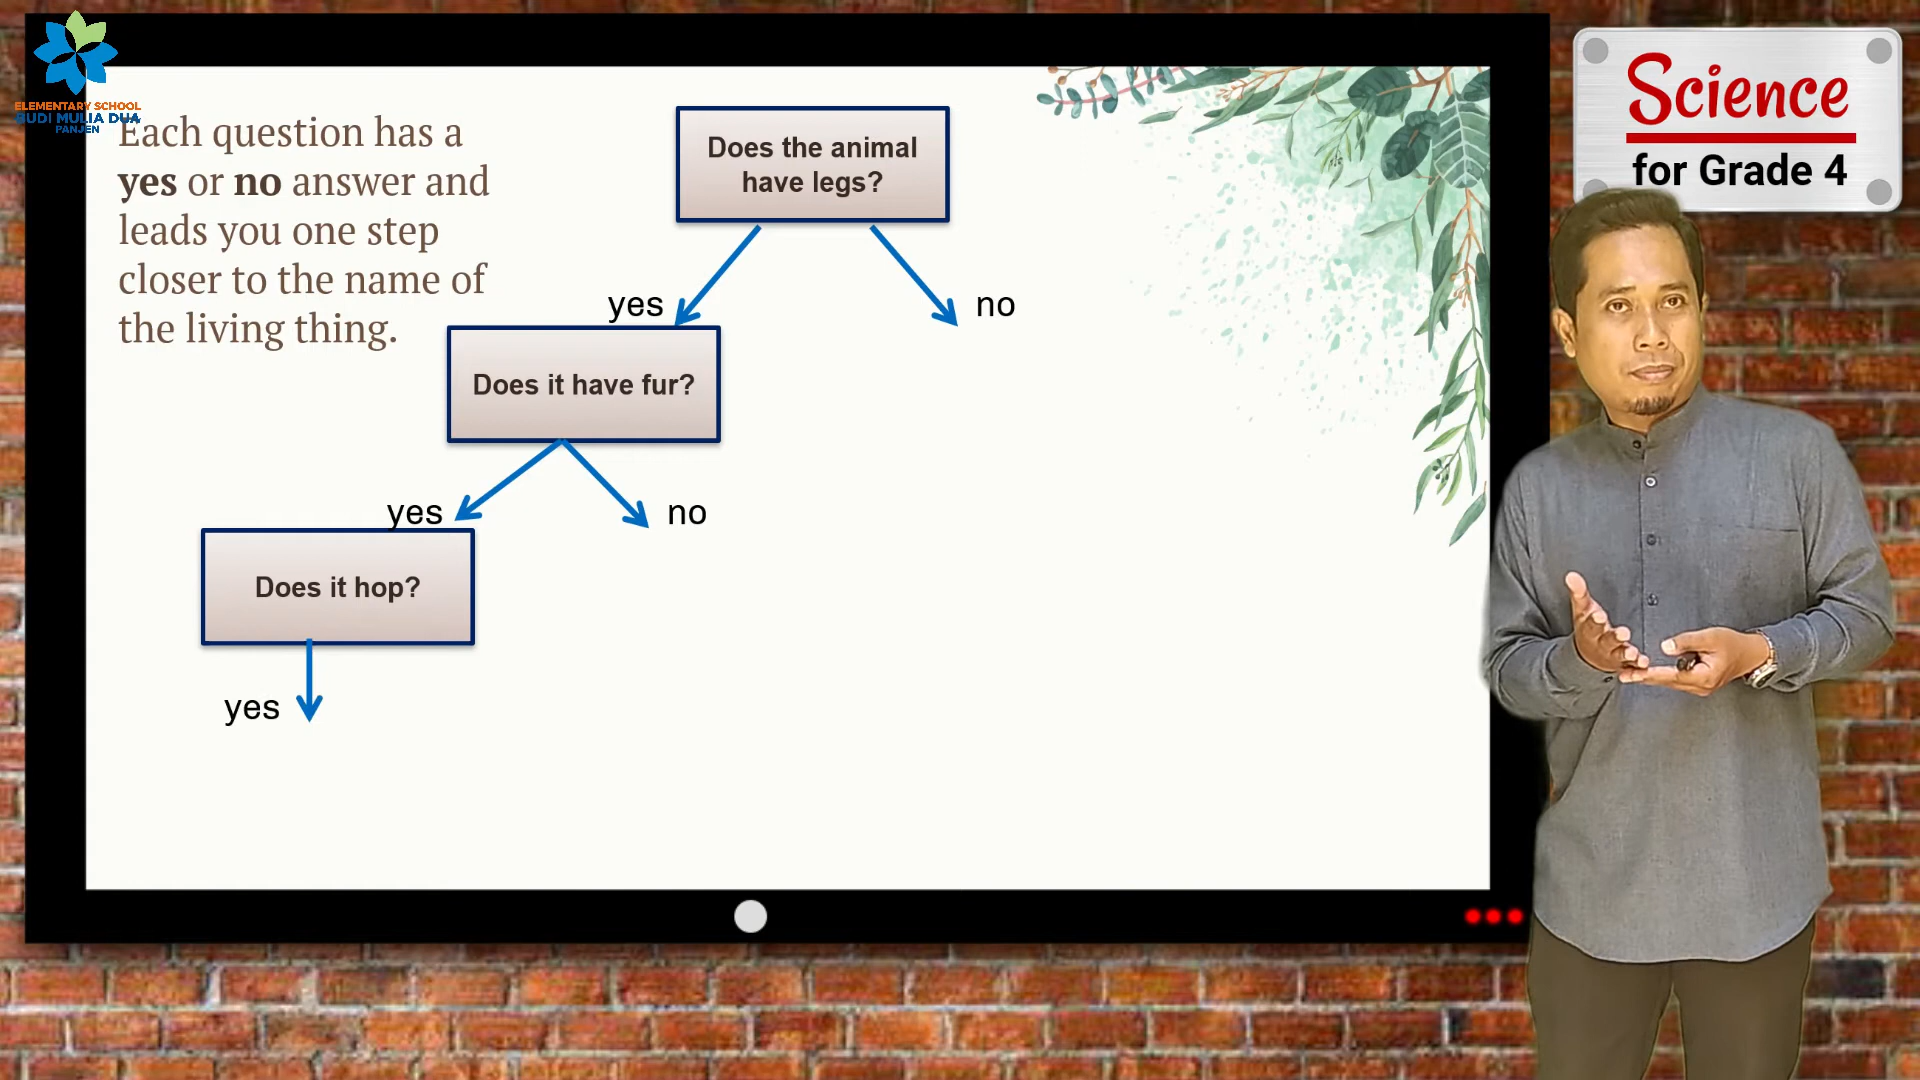 ELEMENTARY SCHOOL
BUDI MULIA DUA
PANJEN
Science
for Grade 4
Each question has a
yes or no answer and
leads you one step
closer to the name of
the living thing.
Does the animal
have legs?
yes
no
Does it have fur?
yes
no
Does it hop?
yes